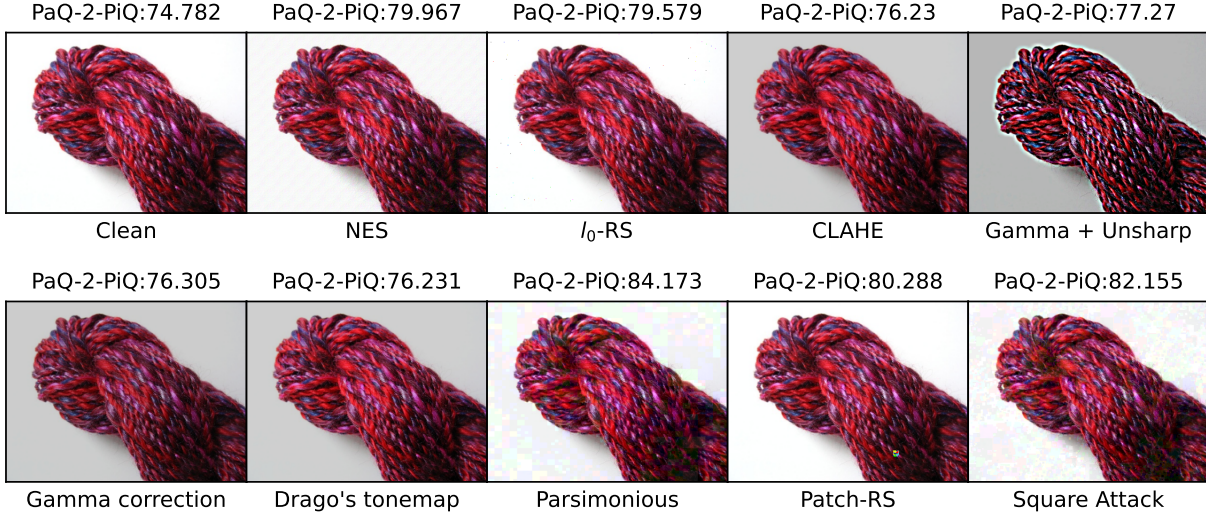 PaQ-2-PiQ:74.782 PaQ-2-PiQ:79.967 PaQ-2-PiQ:79.579 PaQ-2-PiQ:76.23 PaQ-2-PiQ:77.27
Clean NES l₀-RS CLAHE Gamma + Unsharp
PaQ-2-PiQ:76.305 PaQ-2-PiQ:76.231 PaQ-2-PiQ:84.173 PaQ-2-PiQ:80.288 PaQ-2-PiQ:82.155
Gamma correction Drago's tonemap Parsimonious Patch-RS Square Attack